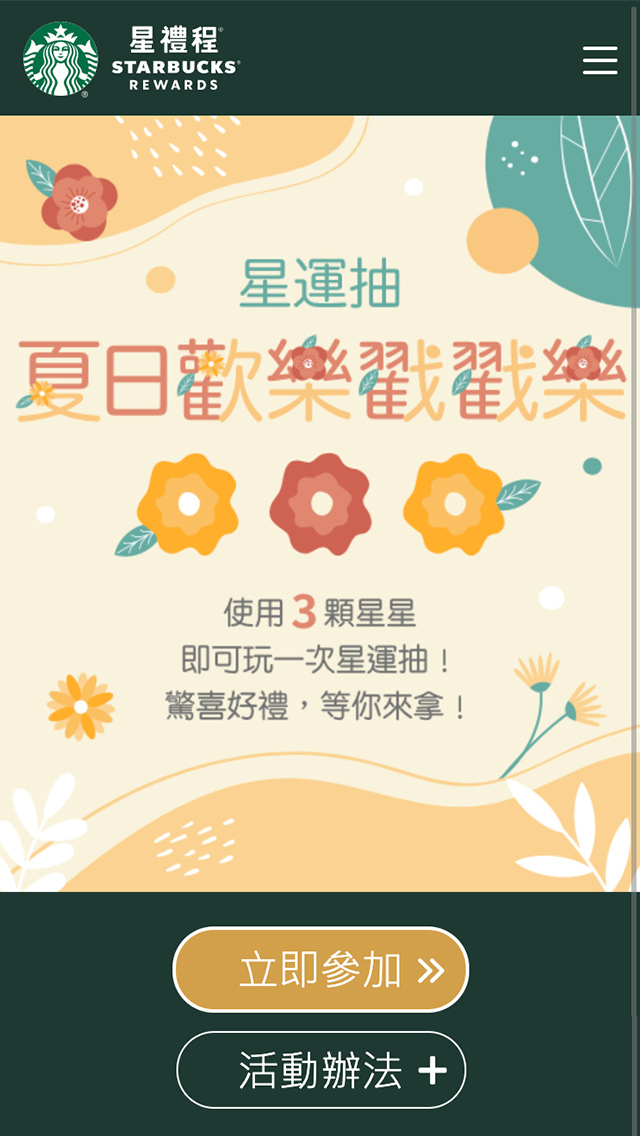 星禮程®
STARBUCKS®
REWARDS
星運抽
夏日歡樂戳戳樂
使用 3 顆星星
即可玩一次星運抽！
驚喜好禮，等你來拿！
立即參加 »
活動辦法 +